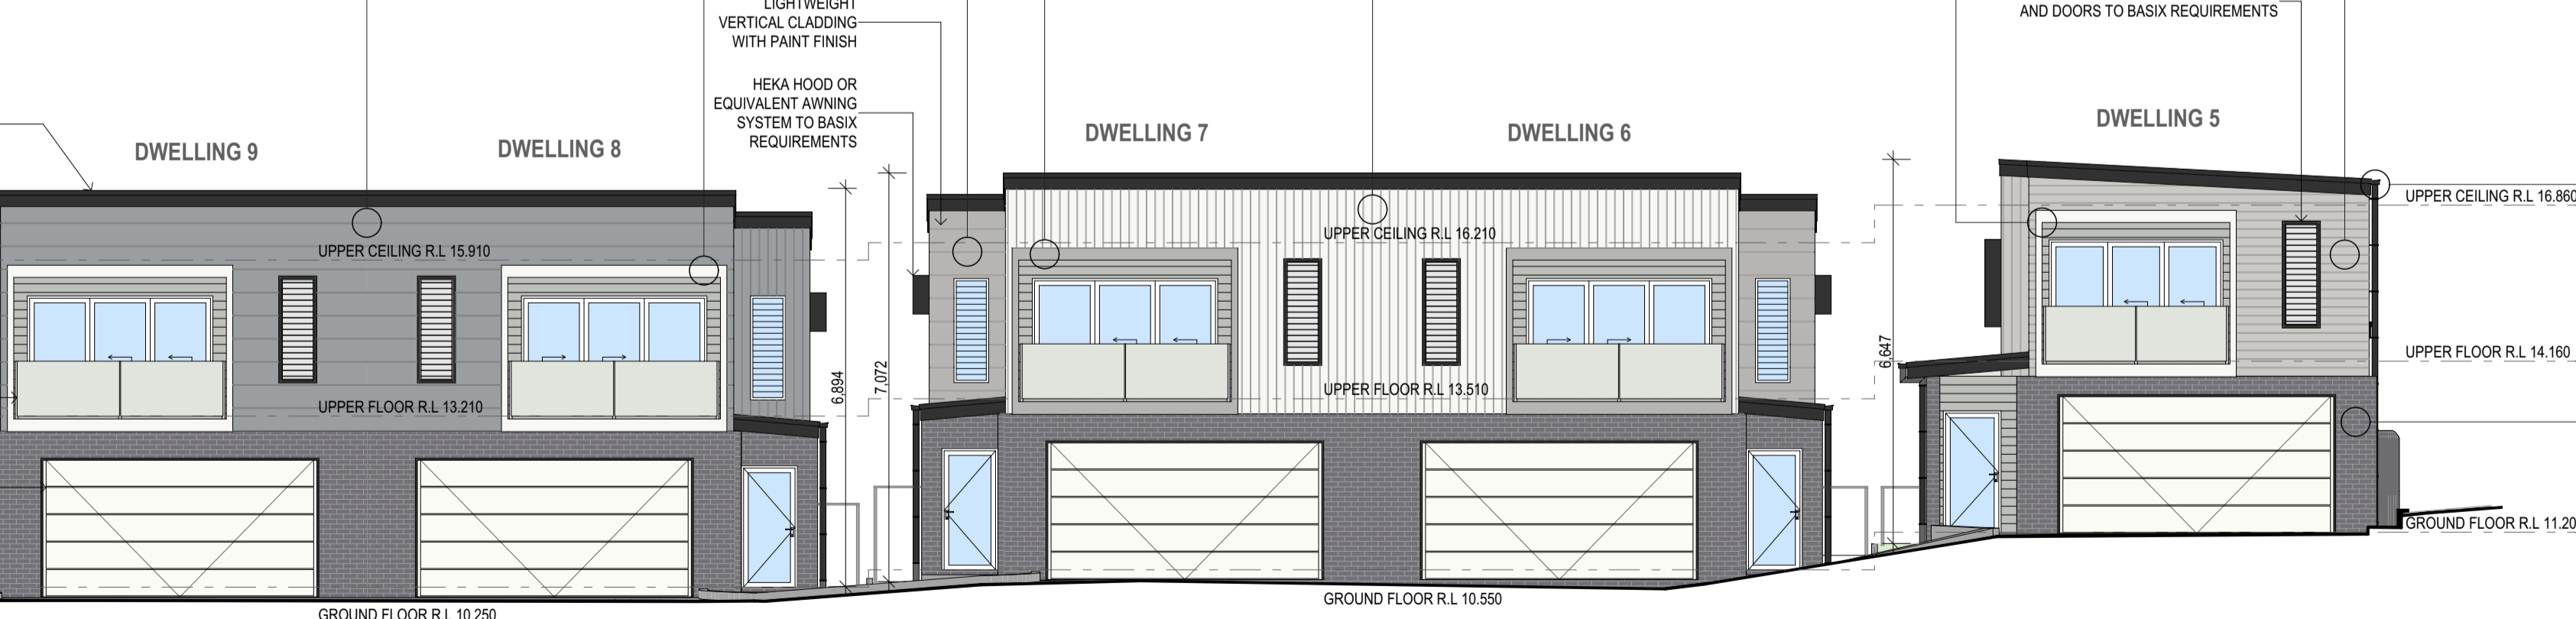 LIGHTWEIGHT
VERTICAL CLADDING
WITH PAINT FINISH
HEKA HOOD OR
EQUIVALENT AWNING
SYSTEM TO BASIX
REQUIREMENTS
AND DOORS TO BASIX REQUIREMENTS
DWELLING 9
DWELLING 8
DWELLING 7
DWELLING 6
DWELLING 5
UPPER CEILING R.L 15.910
UPPER FLOOR R.L 13.210
GROUND FLOOR R.L 10.250
6,894
7,072
UPPER CEILING R.L 16.210
UPPER FLOOR R.L 13.510
GROUND FLOOR R.L 10.550
6,647
UPPER CEILING R.L 16.860
UPPER FLOOR R.L 14.160
GROUND FLOOR R.L 11.20